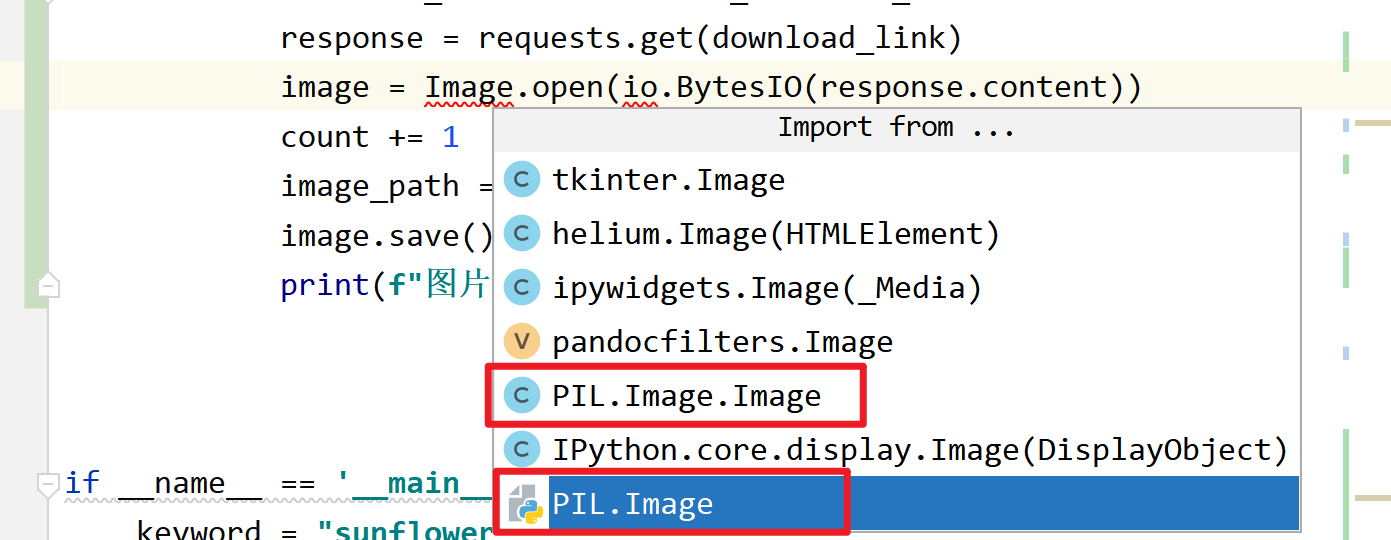 response = requests.get(download_link)
image = Image.open(io.BytesIO(response.content))
Import from ...
count += 1
C tkinter.Image
image_path =
C helium.Image(HTMLElement)
image.save()
C ipywidgets.Image(_Media)
print(f"图片
V pandocfilters.Image
C PIL.Image.Image
C IPython.core.display.Image(DisplayObject)
if __name__ == '__main__
PIL.Image
keyword = "sunflower